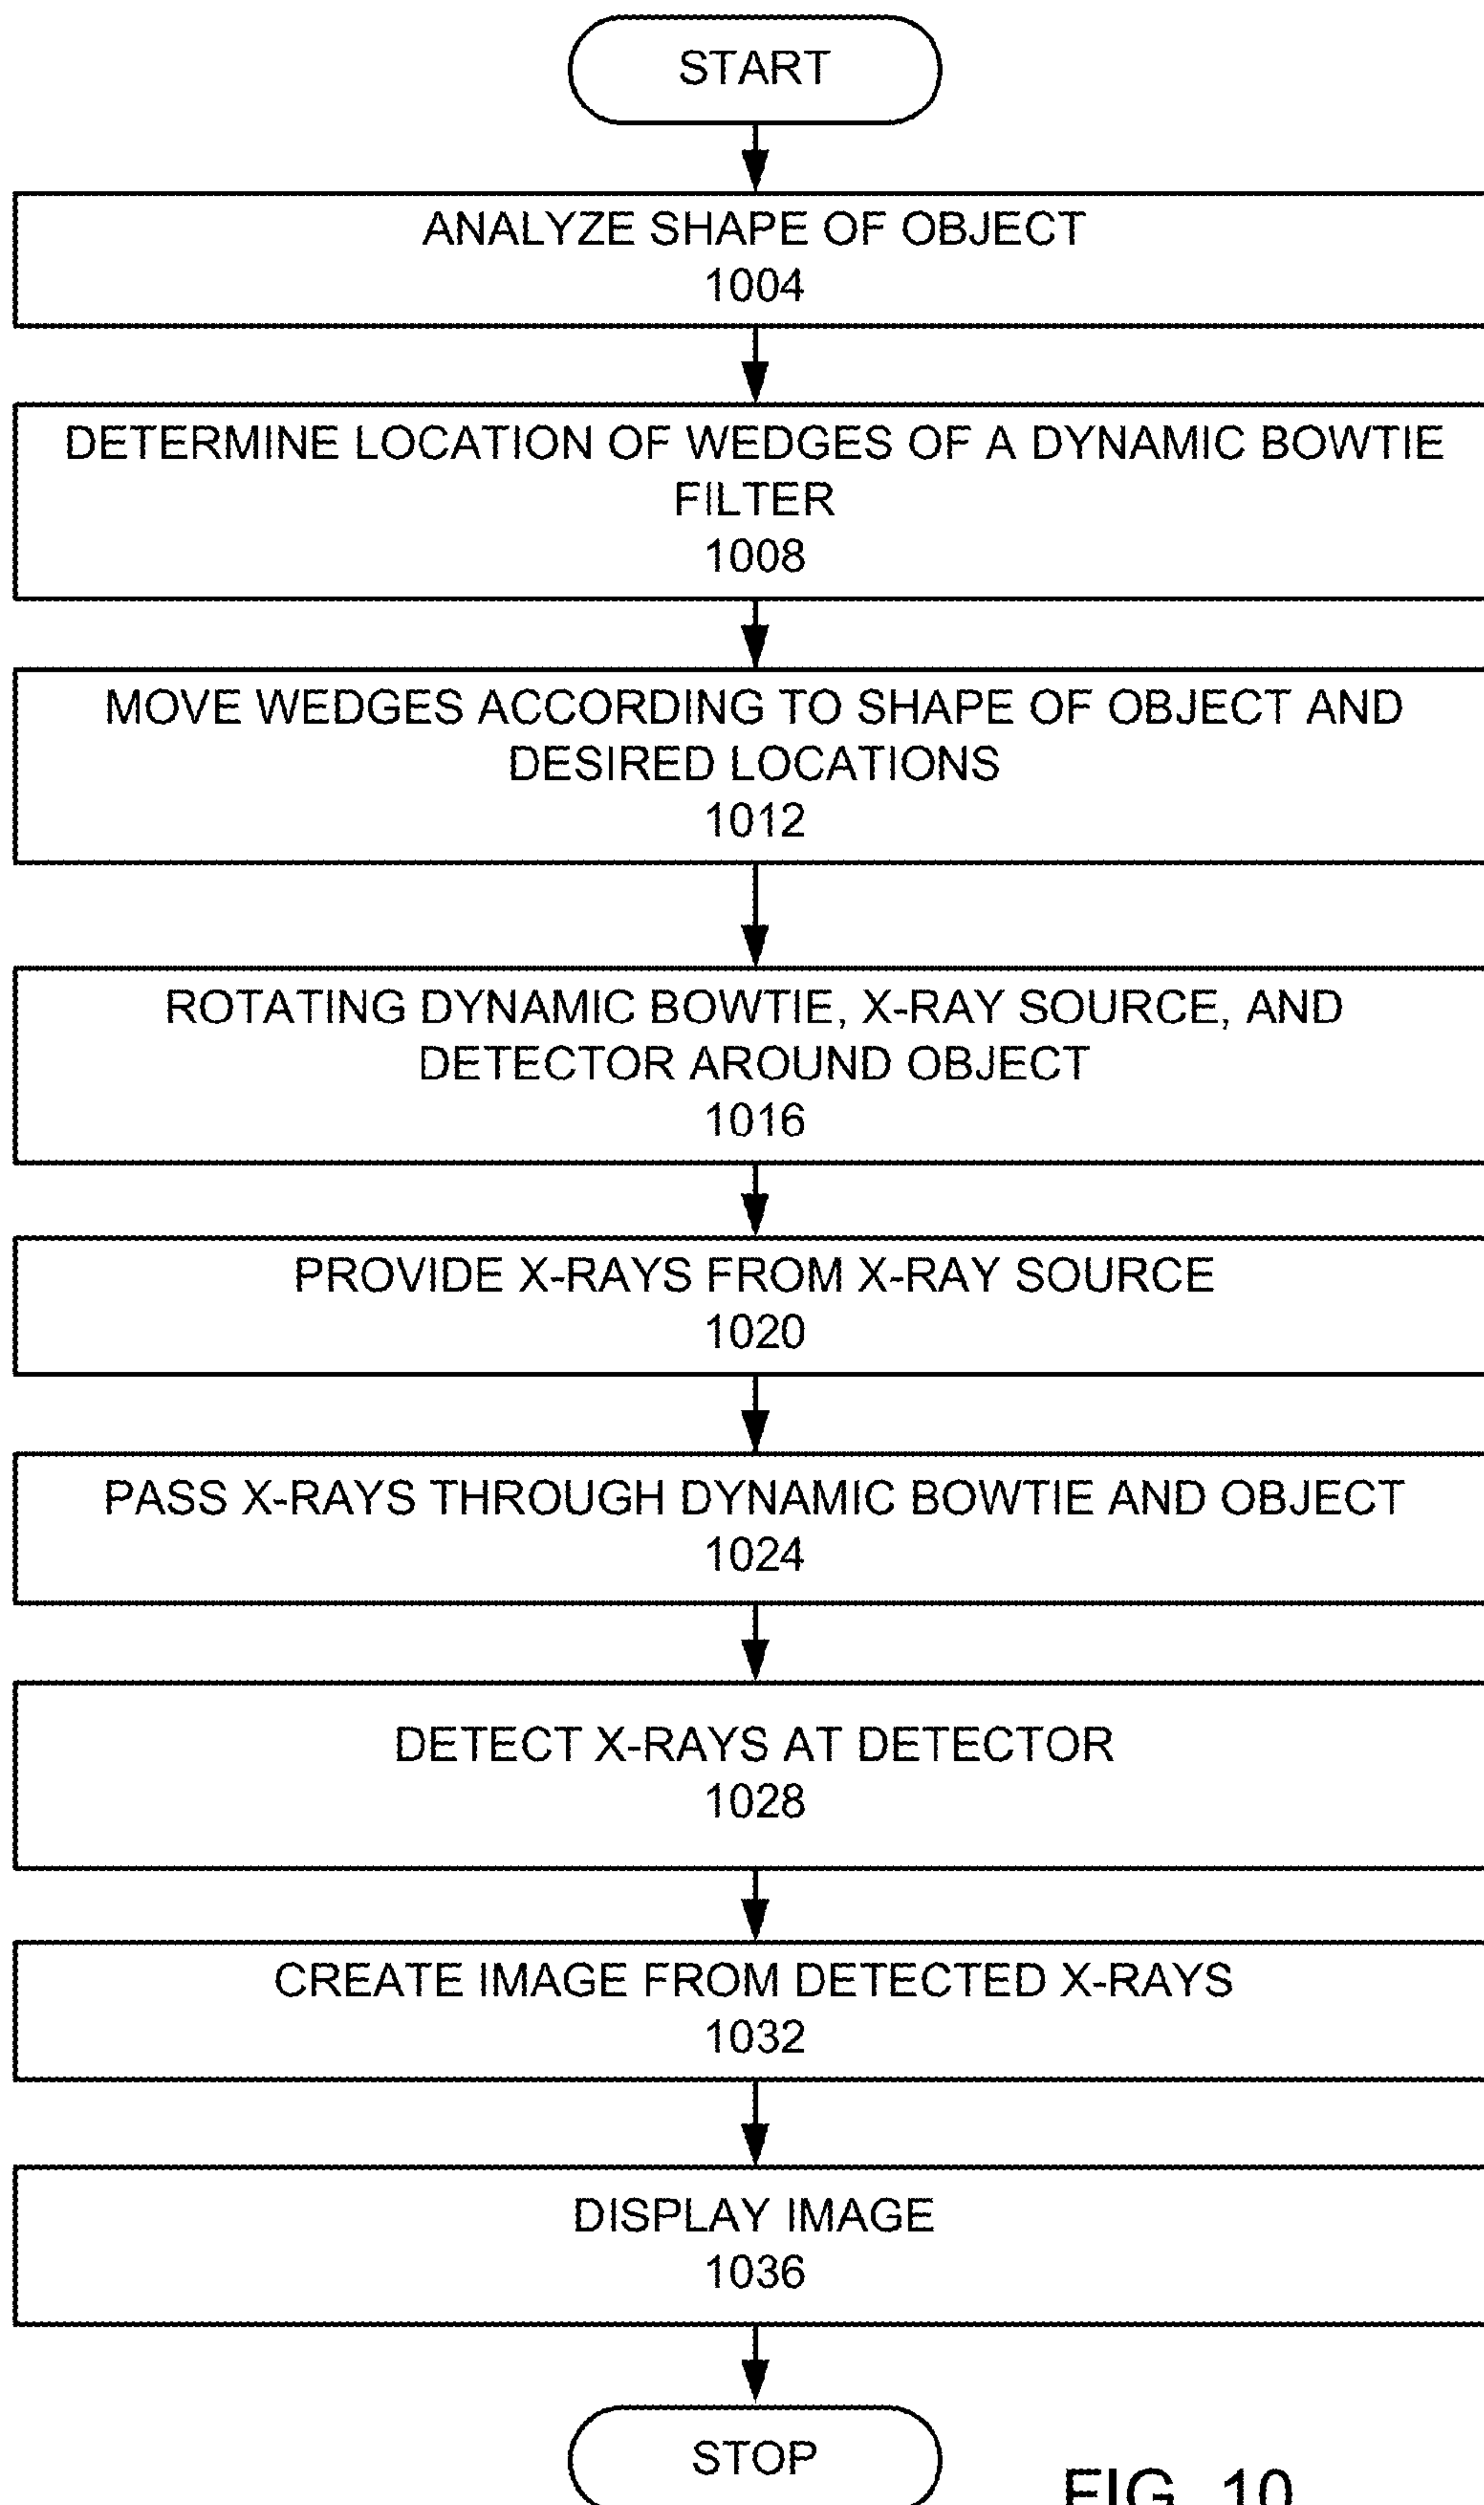 START
ANALYZE SHAPE OF OBJECT
1004
DETERMINE LOCATION OF WEDGES OF A DYNAMIC BOWTIE
FILTER
1008
MOVE WEDGES ACCORDING TO SHAPE OF OBJECT AND
DESIRED LOCATIONS
1012
ROTATING DYNAMIC BOWTIE, X-RAY SOURCE, AND
DETECTOR AROUND OBJECT
1016
PROVIDE X-RAYS FROM X-RAY SOURCE
1020
PASS X-RAYS THROUGH DYNAMIC BOWTIE AND OBJECT
1024
DETECT X-RAYS AT DETECTOR
1028
CREATE IMAGE FROM DETECTED X-RAYS
1032
DISPLAY IMAGE
1036
STOP
FIG. 10